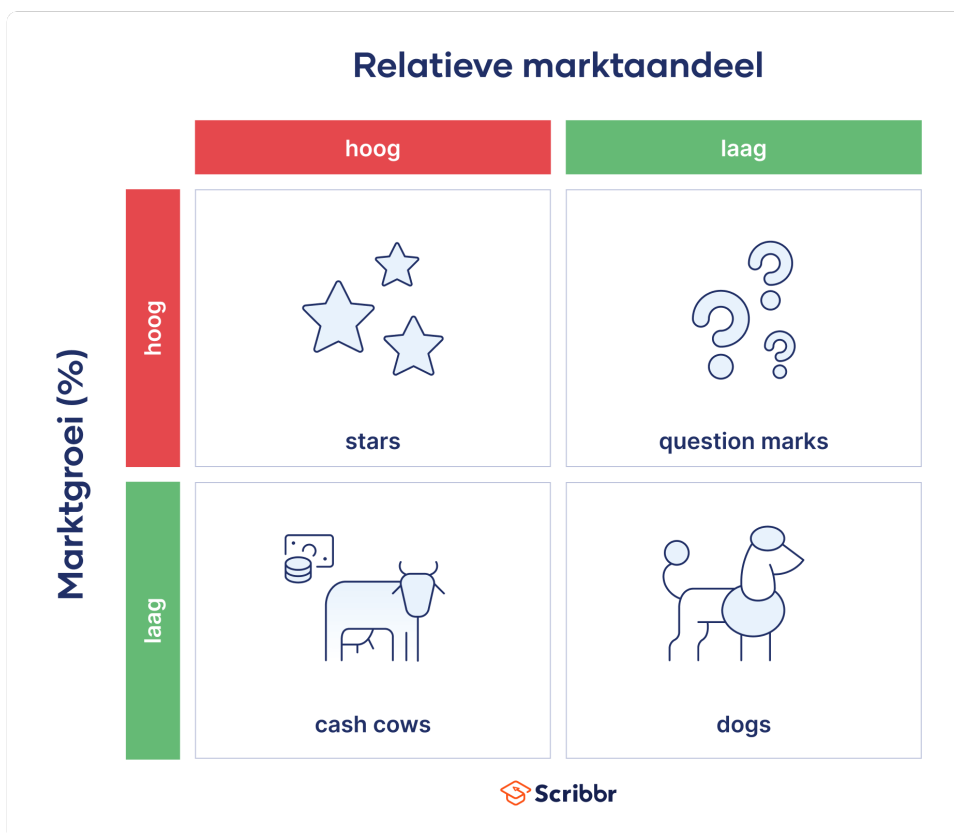 Relatieve marktaandeel
hoog
laag
Marktgroei (%)
hoog
stars
question marks
laag
cash cows
dogs
Scribbr